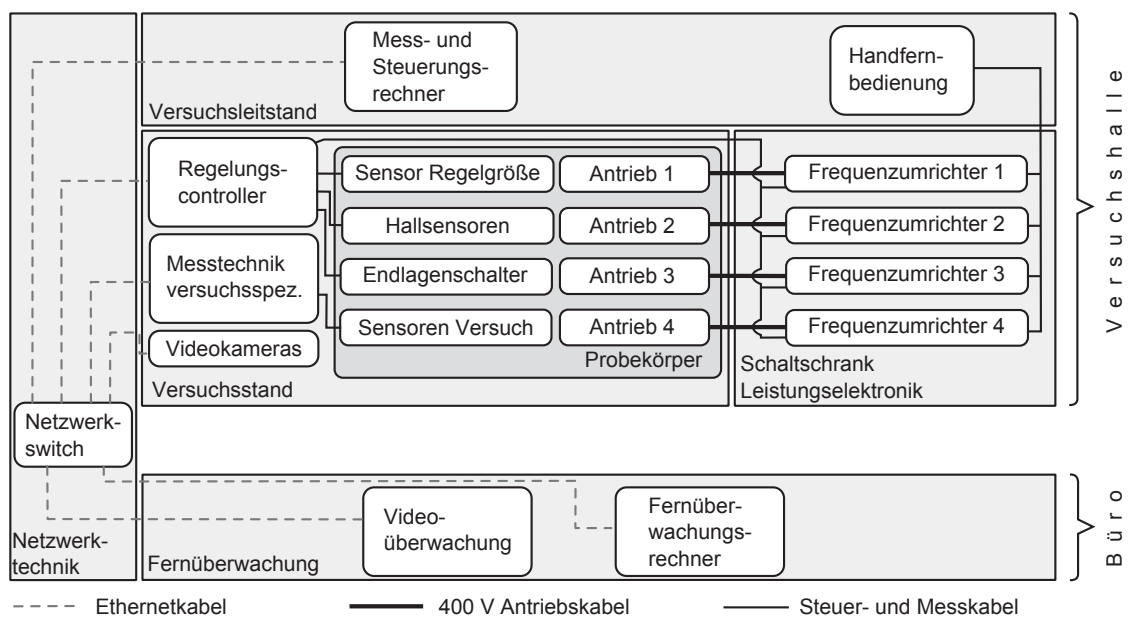 Mess- und
Steuerungs-
rechner
Handfern-
bedienung
Versuchsleitstand
Regelungs-
controller
Sensor Regelgröße
Antrieb 1
Frequenzumrichter 1
Hallsensoren
Antrieb 2
Frequenzumrichter 2
Messtechnik
versuchsspez.
Endlagenschalter
Antrieb 3
Frequenzumrichter 3
Sensoren Versuch
Antrieb 4
Frequenzumrichter 4
Videokameras
Probekörper
Versuchsstand
Schaltschrank
Leistungselektronik
Versuchshalle
Netzwerk-
switch
Netzwerk-
technik
Video-
überwachung
Fernüber-
wachungs-
rechner
Fernüberwachung
Büro
Ethernetkabel
400 V Antriebskabel
Steuer- und Messkabel